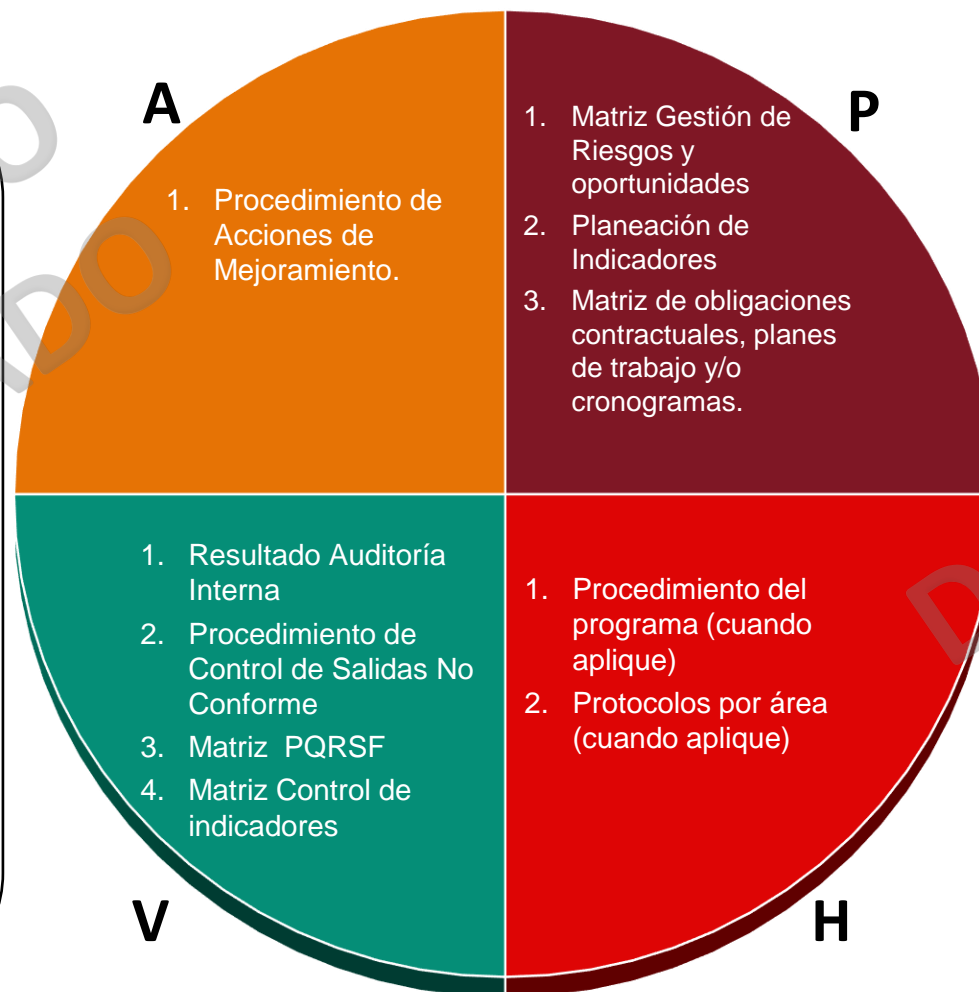 A
1. Procedimiento de
Acciones de
Mejoramiento.
P
1. Matriz Gestión de
Riesgos y
oportunidades
2. Planeación de
Indicadores
3. Matriz de obligaciones
contractuales, planes
de trabajo y/o
cronogramas.
1. Resultado Auditoría
Interna
2. Procedimiento de
Control de Salidas No
Conforme
3. Matriz PQRSF
4. Matriz Control de
indicadores
V
1. Procedimiento del
programa (cuando
aplique)
2. Protocolos por área
(cuando aplique)
H